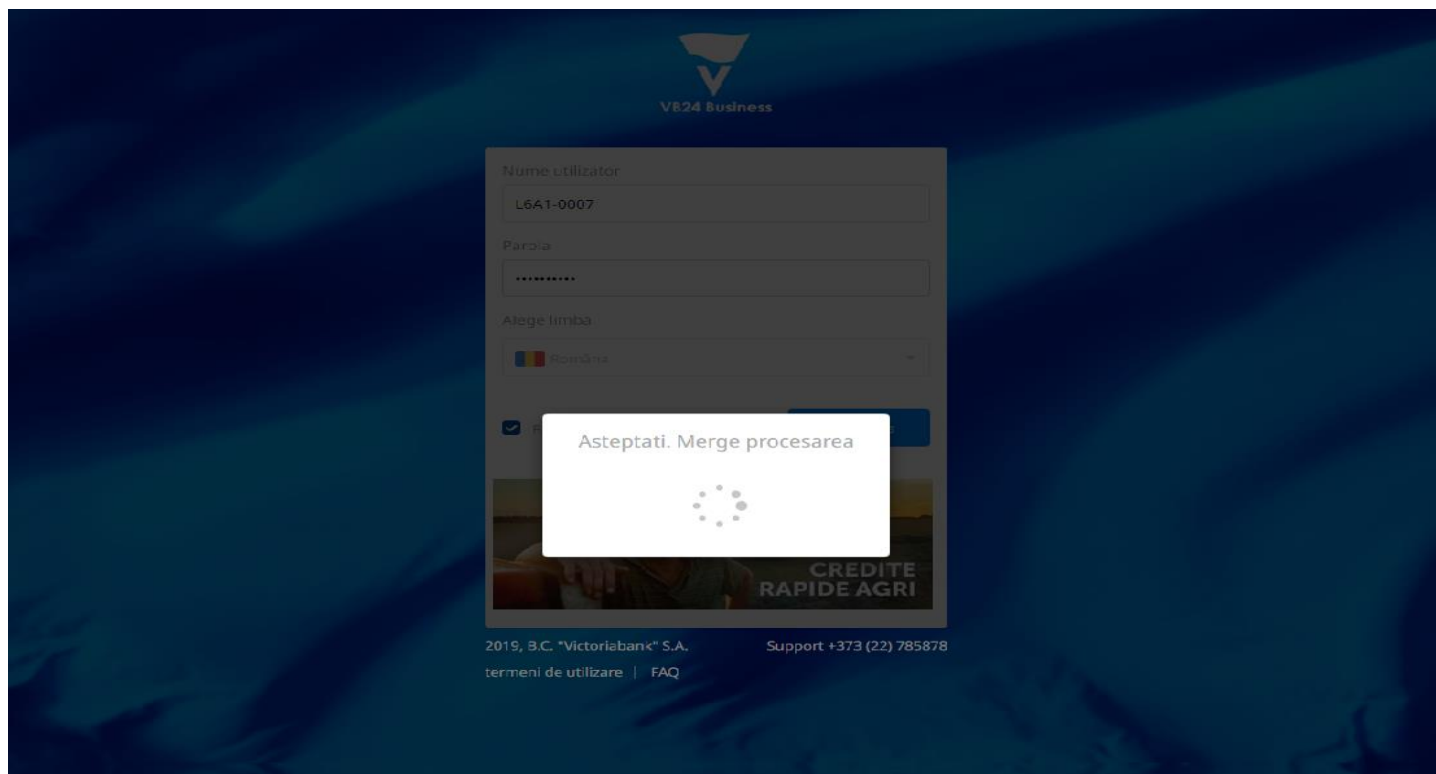 V
VB24 Business
Nume utilizator
L6A1-0007
Parola
••••••••••
Alege limba
Româna
Asteptati. Merge procesarea
CREDITE
RAPIDE AGRI
2019, B.C. "Victoriabank" S.A.
Support +373 (22) 785878
termeni de utilizare | FAQ